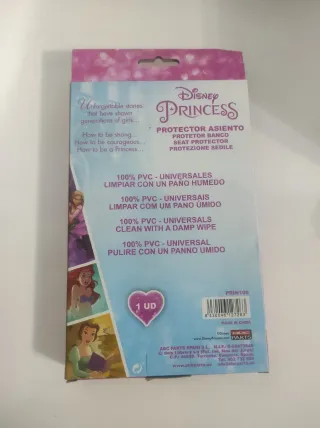 Disney
PRINCESS
Unforgettable stories
that have shown
generations of girls...
How to be strong...
How to be courageous...
How to be a Princess...
PROTECTOR ASIENTO
PROTETOR BANCO
SEAT PROTECTOR
PROTEZIONE SEDILE
100% PVC - UNIVERSALES
LIMPIAR CON UN PANO HUMEDO
100% PVC - UNIVERSAIS
LIMPAR COM UM PANO ÚMIDO
100% PVC - UNIVERSALS
CLEAN WITH A DAMP WIPE
100% PVC - UNIVERSAL
PULIRE CON UN PANNO UMIDO
1 UD
©Disney